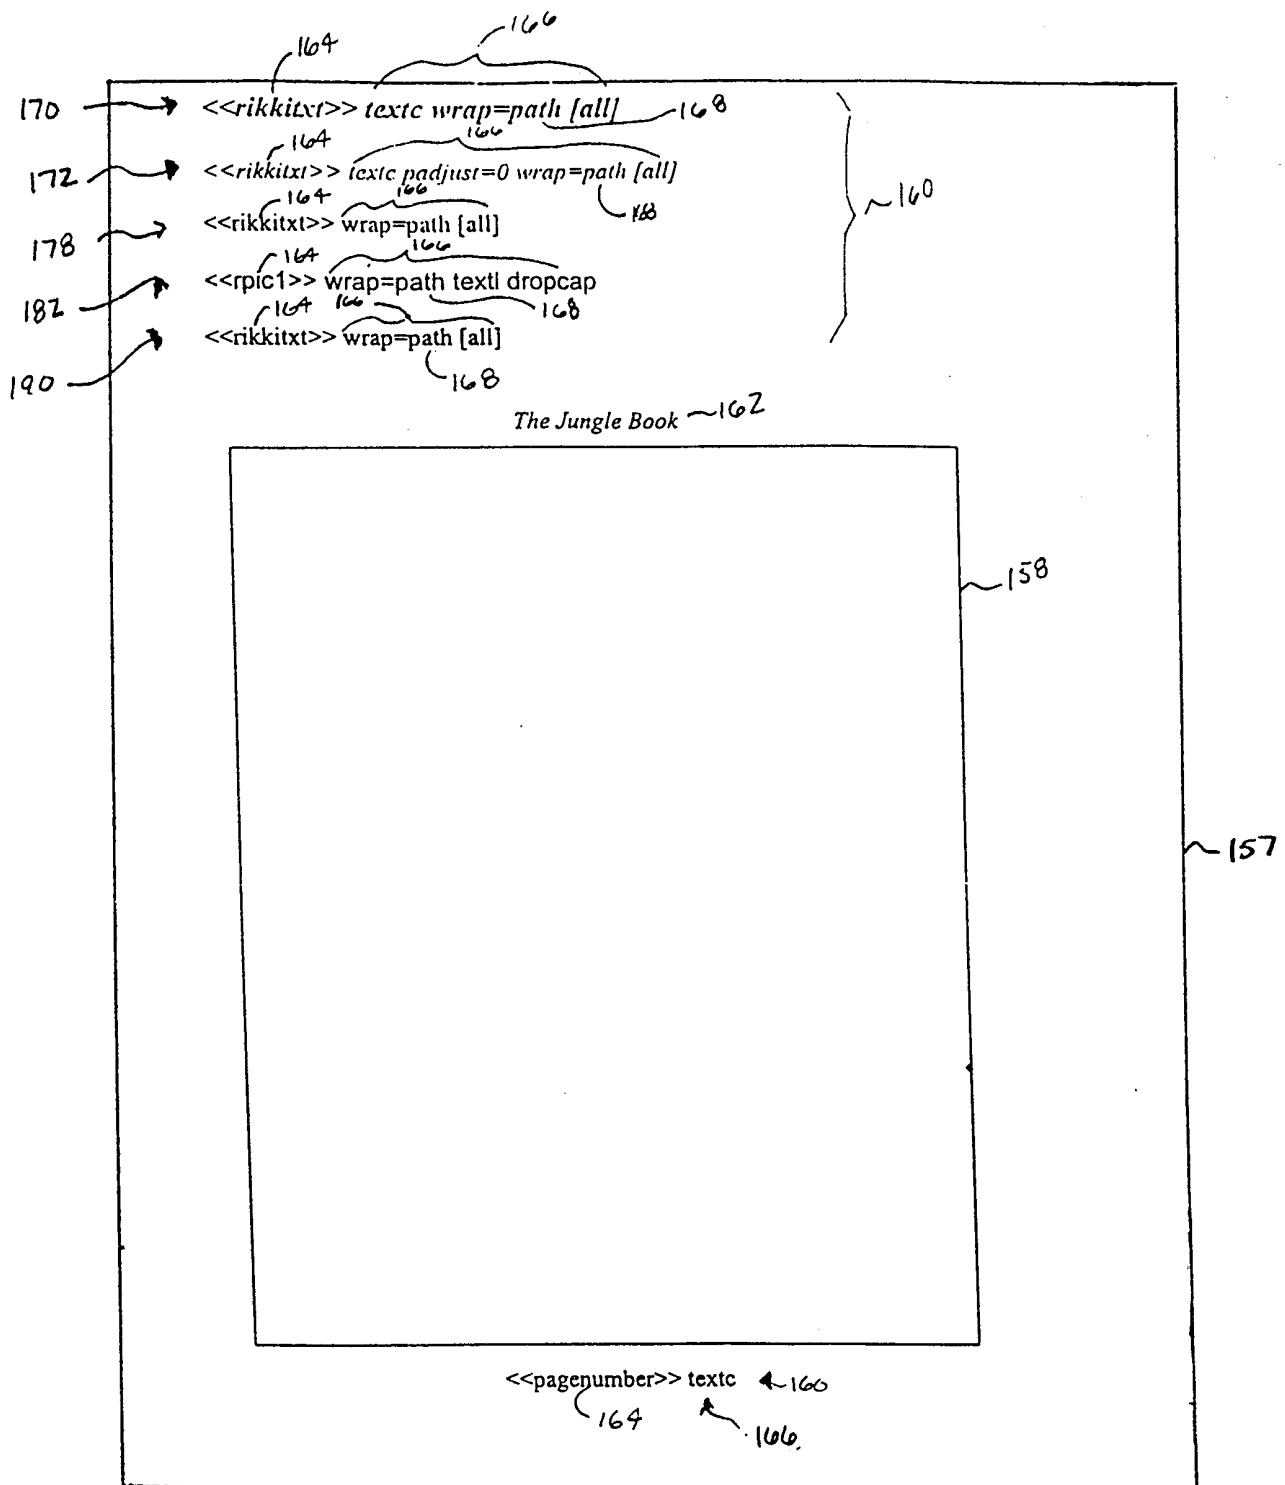 166
164
170 <<rikkitxt>> textc wrap=path [all] 168
164 166
172 <<rikkitxt>> textc padjust=0 wrap=path [all]
164 166 168 160
178 <<rikkitxt>> wrap=path [all]
164 166
182 <<rpic1>> wrap=path textl dropcap
164 166 168
190 <<rikkitxt>> wrap=path [all]
168
The Jungle Book 162
158
157
<<pagenumber>> textc 160
164 166.